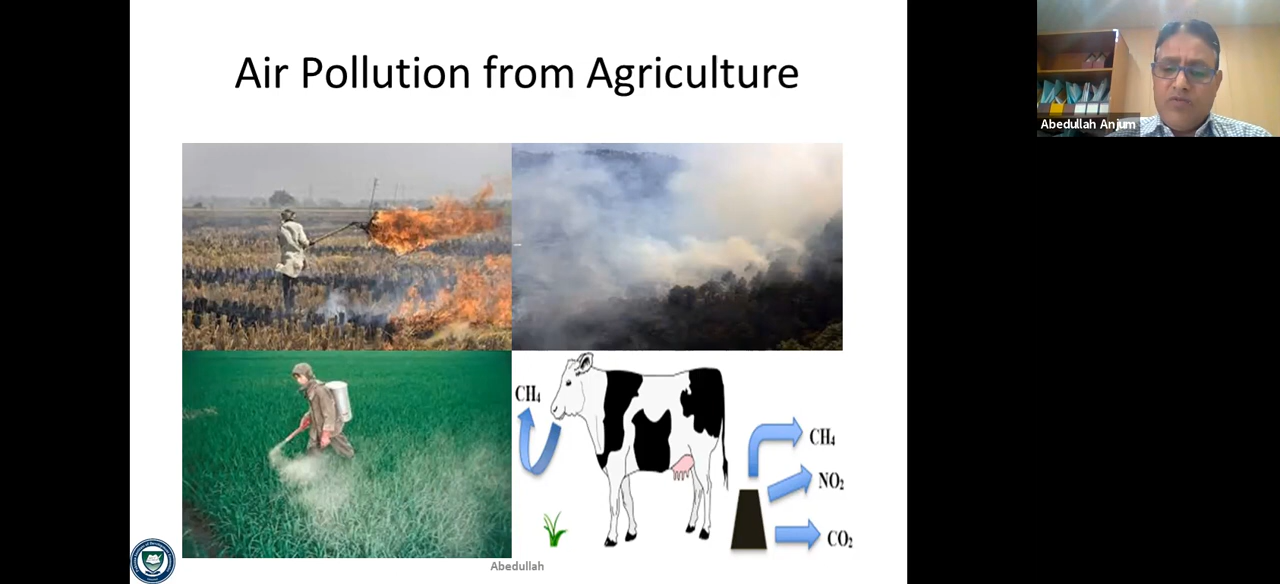 Air Pollution from Agriculture
Abedullah Anjum
CH4
CH4
NO2
CO2
Abedullah